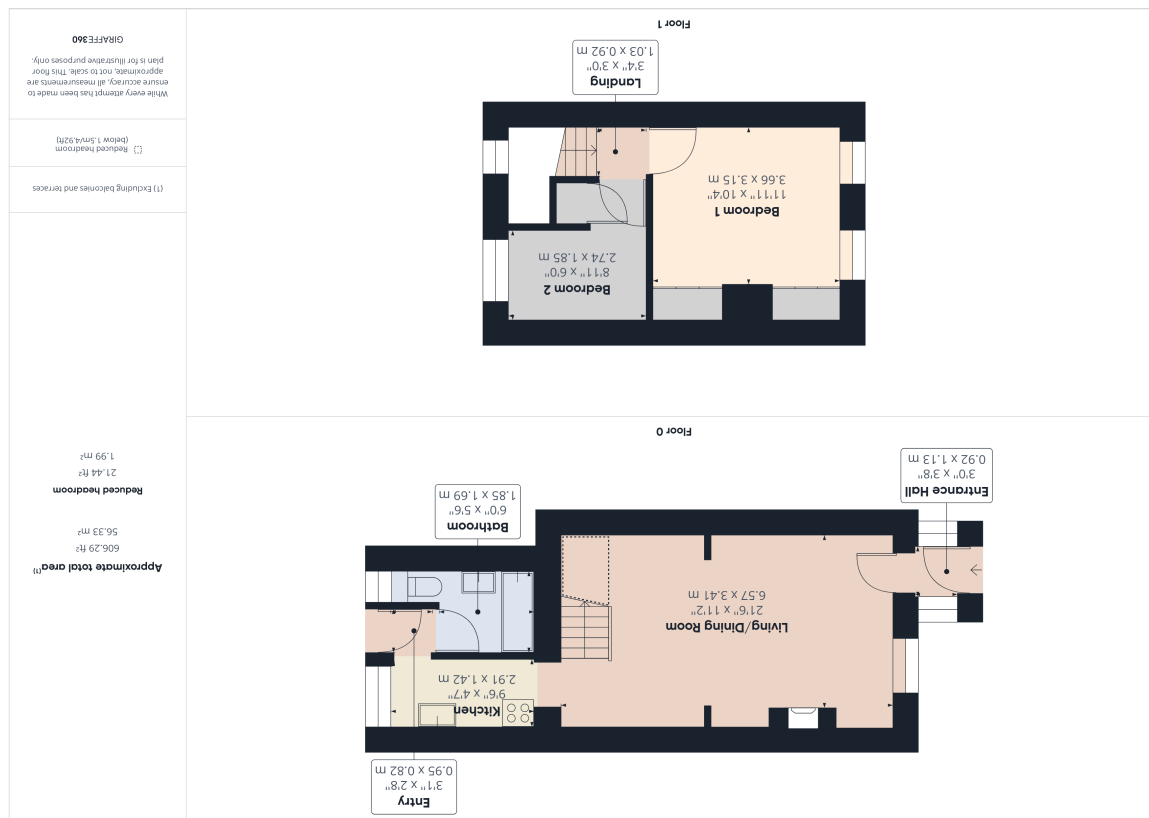 Floor 0
Entrance Hall
3'0" x 3'8"
0.92 x 1.13 m
Living/Dining Room
21'6" x 11'2"
6.57 x 3.41 m
Bathroom
6'0" x 5'6"
1.85 x 1.69 m
Kitchen
9'6" x 4'7"
2.91 x 1.42 m
Entry
3'1" x 2'8"
0.95 x 0.82 m
Floor 1
Landing
3'4" x 3'0"
1.03 x 0.92 m
Bedroom 1
11'11" x 10'4"
3.66 x 3.15 m
Bedroom 2
8'11" x 6'0"
2.74 x 1.85 m
Approximate total area(1)
606.29 ft²
56.33 m²
Reduced headroom
21.44 ft²
1.99 m²
(1) Excluding balconies and terraces
Reduced headroom
(below 1.5m/4.92ft)
While every attempt has been made to
ensure accuracy, all measurements are
approximate, not to scale. This floor
plan is for illustrative purposes only.
GIRAFFE360